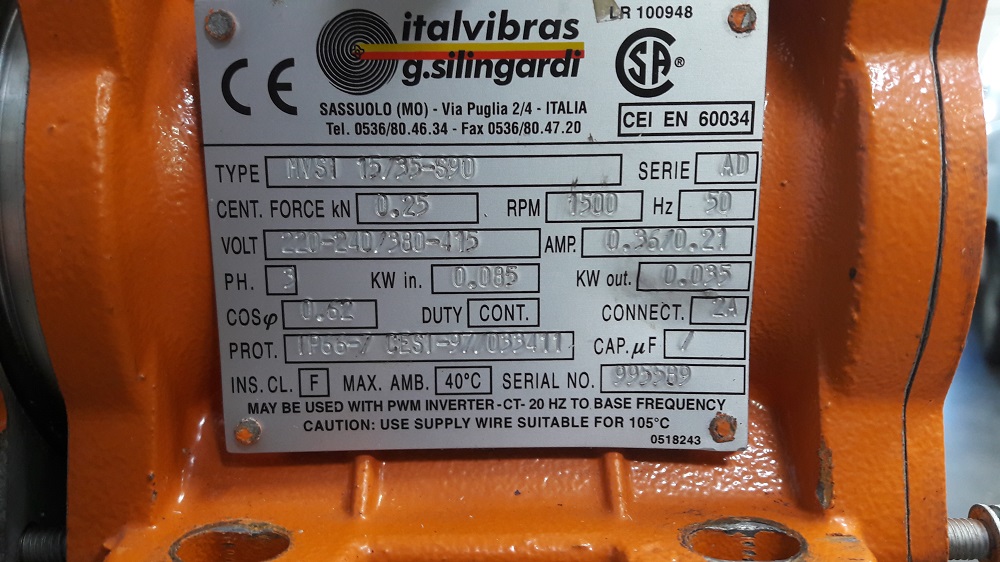 LR 100948
italvibras
g.silingardi
CE
SA®
SASSUOLO (MO) - Via Puglia 2/4 - ITALIA
Tel. 0536/80.46.34 - Fax 0536/80.47.20
CEI EN 60034
TYPE MVSI 15/35-S90 SERIE AD
CENT. FORCE kN 0.25 RPM 1500 Hz 50
VOLT 220-240/380-415 AMP. 0.36/0.21
PH. 3 KW in. 0.085 KW out. 0.035
COSφ 0.62 DUTY CONT. CONNECT. 2A
PROT. IP66-7 CESI-97/033411 CAP.μF /
INS.CL. F MAX. AMB. 40°C SERIAL NO. 995589
MAY BE USED WITH PWM INVERTER -CT- 20 HZ TO BASE FREQUENCY
CAUTION: USE SUPPLY WIRE SUITABLE FOR 105°C
0518243